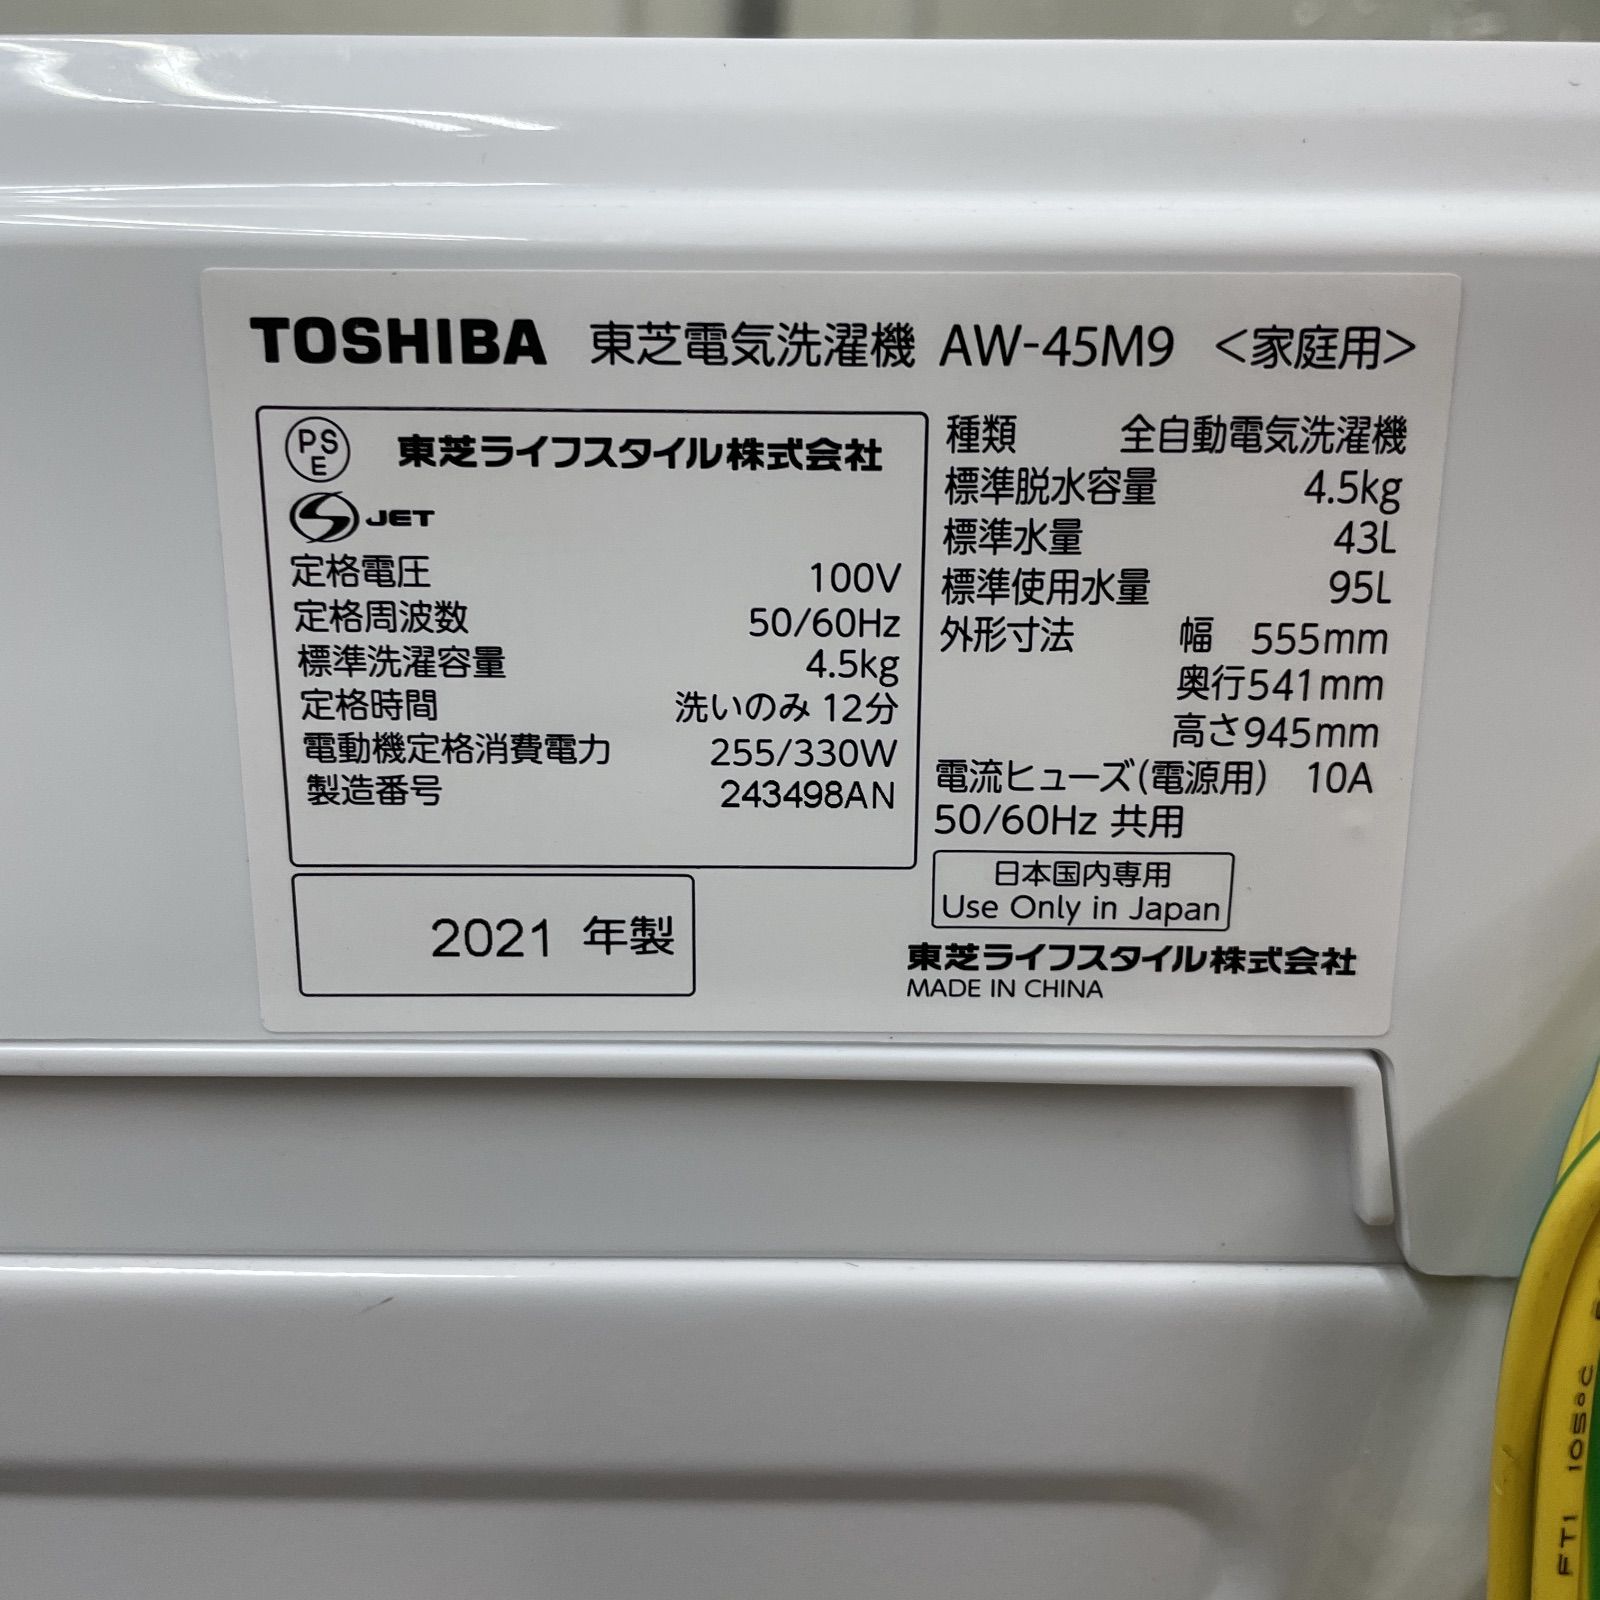 TOSHIBA 東芝電気洗濯機 AW-45M9 <家庭用>
PS
E
東芝ライフスタイル株式会社
JET
定格電圧 100V
定格周波数 50/60Hz
標準洗濯容量 4.5kg
定格時間 洗いのみ 12分
電動機定格消費電力 255/330W
製造番号 243498AN
2021 年製
種類 全自動電気洗濯機
標準脱水容量 4.5kg
標準水量 43L
標準使用水量 95L
外形寸法 幅 555mm
奥行541mm
高さ945mm
電流ヒューズ(電源用) 10A
50/60Hz 共用
日本国内専用
Use Only in Japan
東芝ライフスタイル株式会社
MADE IN CHINA
FT1 105°C